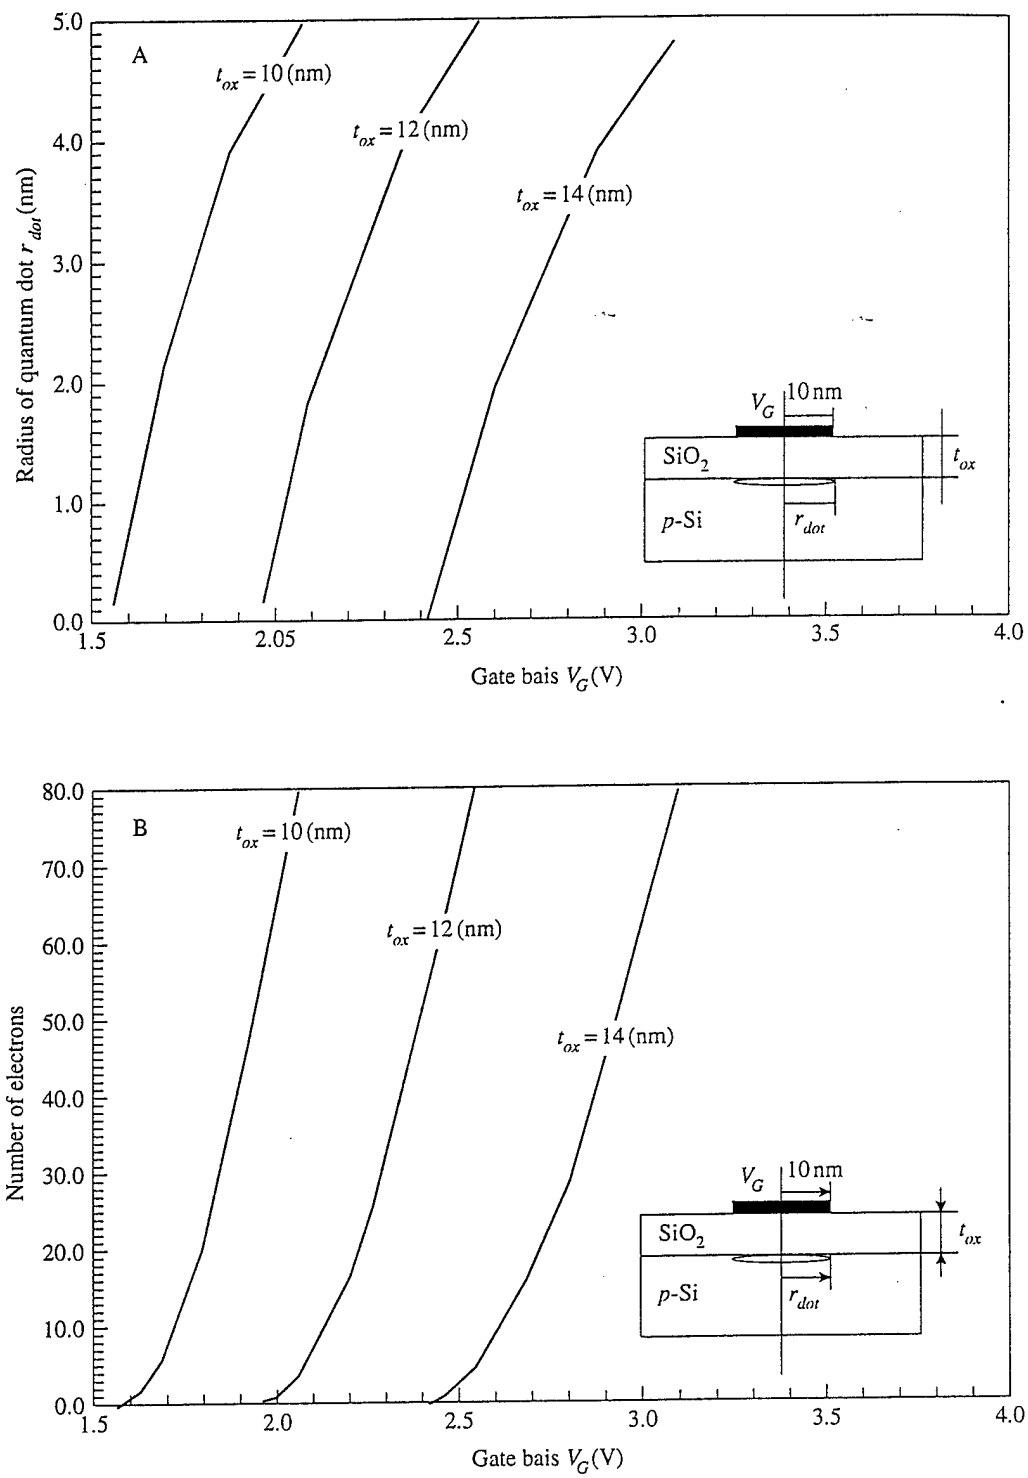 5.0
A
t_ox = 10 (nm)
t_ox = 12 (nm)
4.0
t_ox = 14 (nm)
3.0
2.0
1.0
0.0
Radius of quantum dot r_dot (nm)
V_G 10 nm
SiO₂
t_ox
p-Si
r_dot
1.5 2.05 2.5 3.0 3.5 4.0
Gate bais V_G (V)
80.0
B
t_ox = 10 (nm)
70.0
t_ox = 12 (nm)
60.0
50.0
t_ox = 14 (nm)
40.0
30.0
20.0
10.0
0.0
Number of electrons
V_G 10 nm
SiO₂
t_ox
p-Si
r_dot
1.5 2.0 2.5 3.0 3.5 4.0
Gate bais V_G (V)